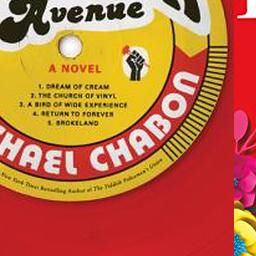 Avenue
A NOVEL
1. DREAM OF CREAM
2. THE CHURCH OF VINYL
3. A BIRD OF WIDE EXPERIENCE
4. RETURN TO FOREVER
5. BROKELAND
HAEL CHABON
New York Times Bestselling Author of The Yiddish Policemen's Union